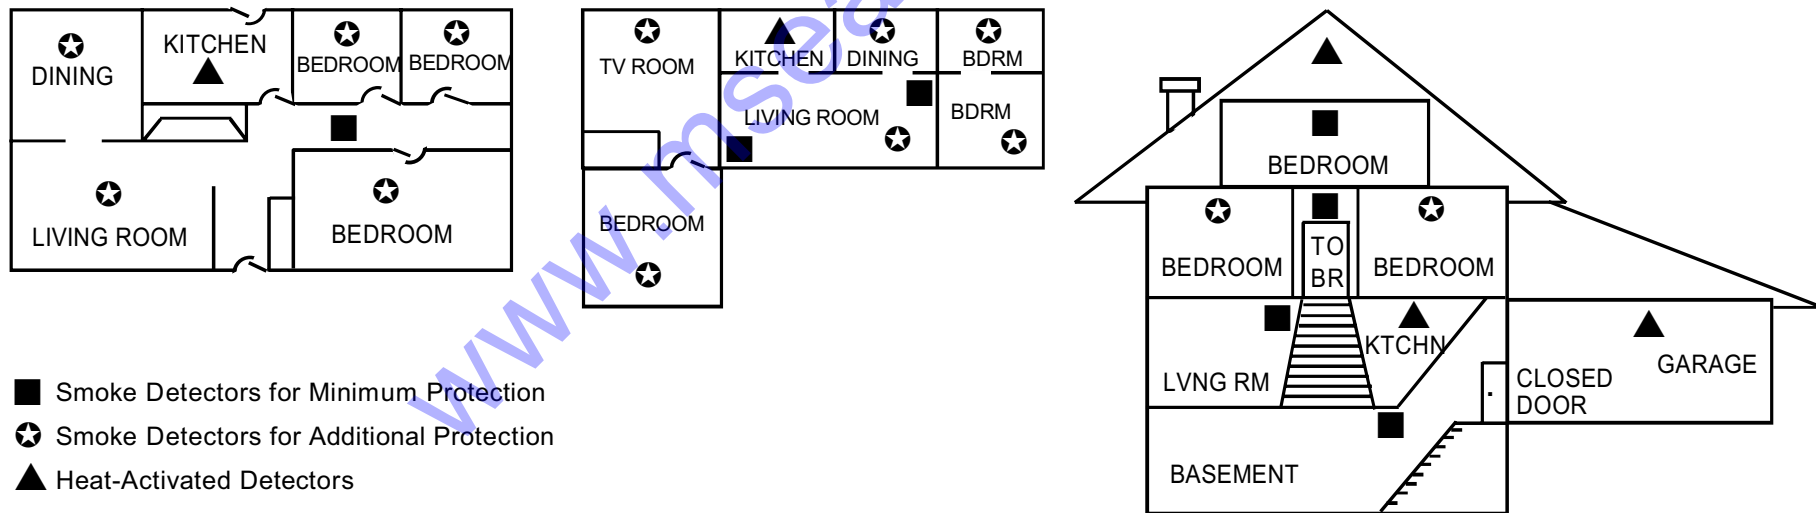 DINING
KITCHEN
BEDROOM
BEDROOM
LIVING ROOM
BEDROOM
TV ROOM
KITCHEN
DINING
BDRM
LIVING ROOM
BDRM
BEDROOM
BEDROOM
BEDROOM
TO
BR
BEDROOM
LVNG RM
KTCHN
CLOSED
DOOR
GARAGE
BASEMENT
Smoke Detectors for Minimum Protection
Smoke Detectors for Additional Protection
Heat-Activated Detectors
www.msea